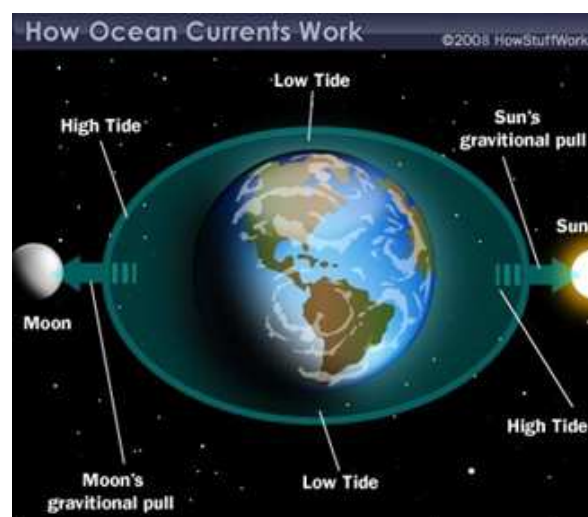 How Ocean Currents Work
©2008 HowStuffWork
Low Tide
High Tide
Sun's
gravitional pull
Sun
Moon
High Tide
Moon's
gravitional pull
Low Tide